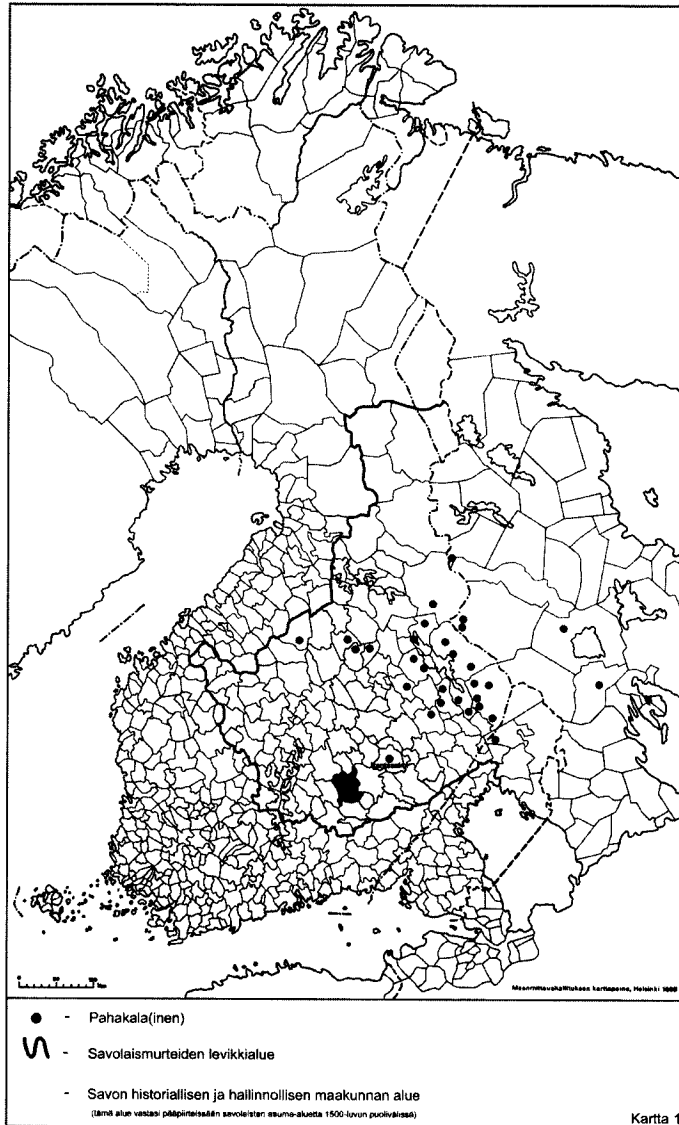 Maanmittaushallituksen karttapaino, Helsinki
- Pahakala(inen)
- Savolaismurteiden levikkialue
- Savon historiallisen ja hallinnollisen maakunnan alue
(tämä alue vastasi pääpiirteissään savolaisten asuma-aluetta 1500-luvun puolivälissä)
Kartta 1